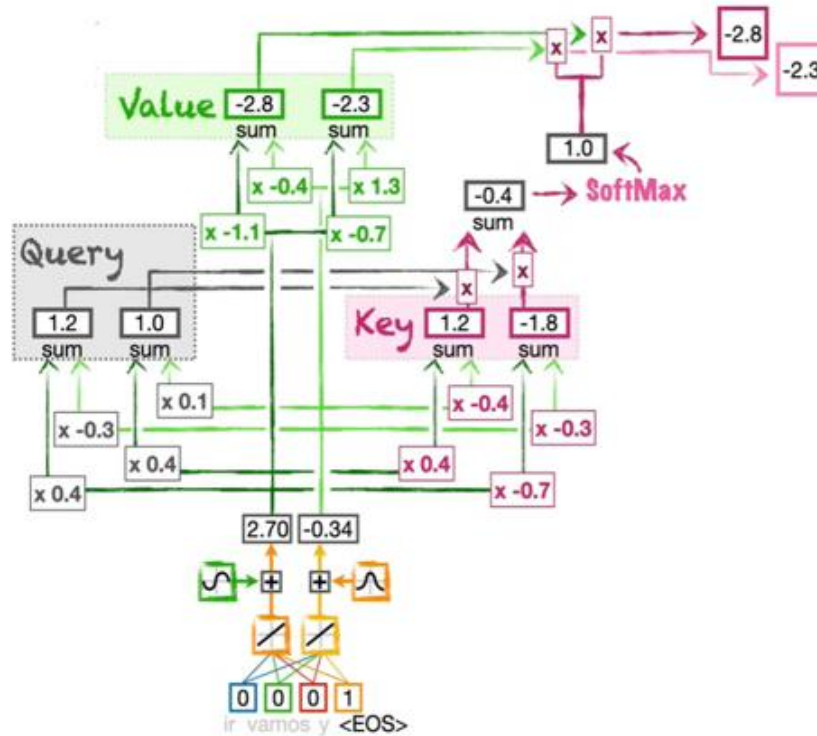 -2.8
x x
-2.3
Value -2.8 -2.3
sum sum
1.0
x -0.4 x 1.3
-0.4 SoftMax
sum
x -1.1 x -0.7
Query
x
x
1.2 1.0 Key 1.2 -1.8
sum sum sum sum
x 0.1 x -0.4
x -0.3 x -0.3
x 0.4 x 0.4
x 0.4 x -0.7
2.70 -0.34
+ +
0 0 0 1
ir vamos y <EOS>